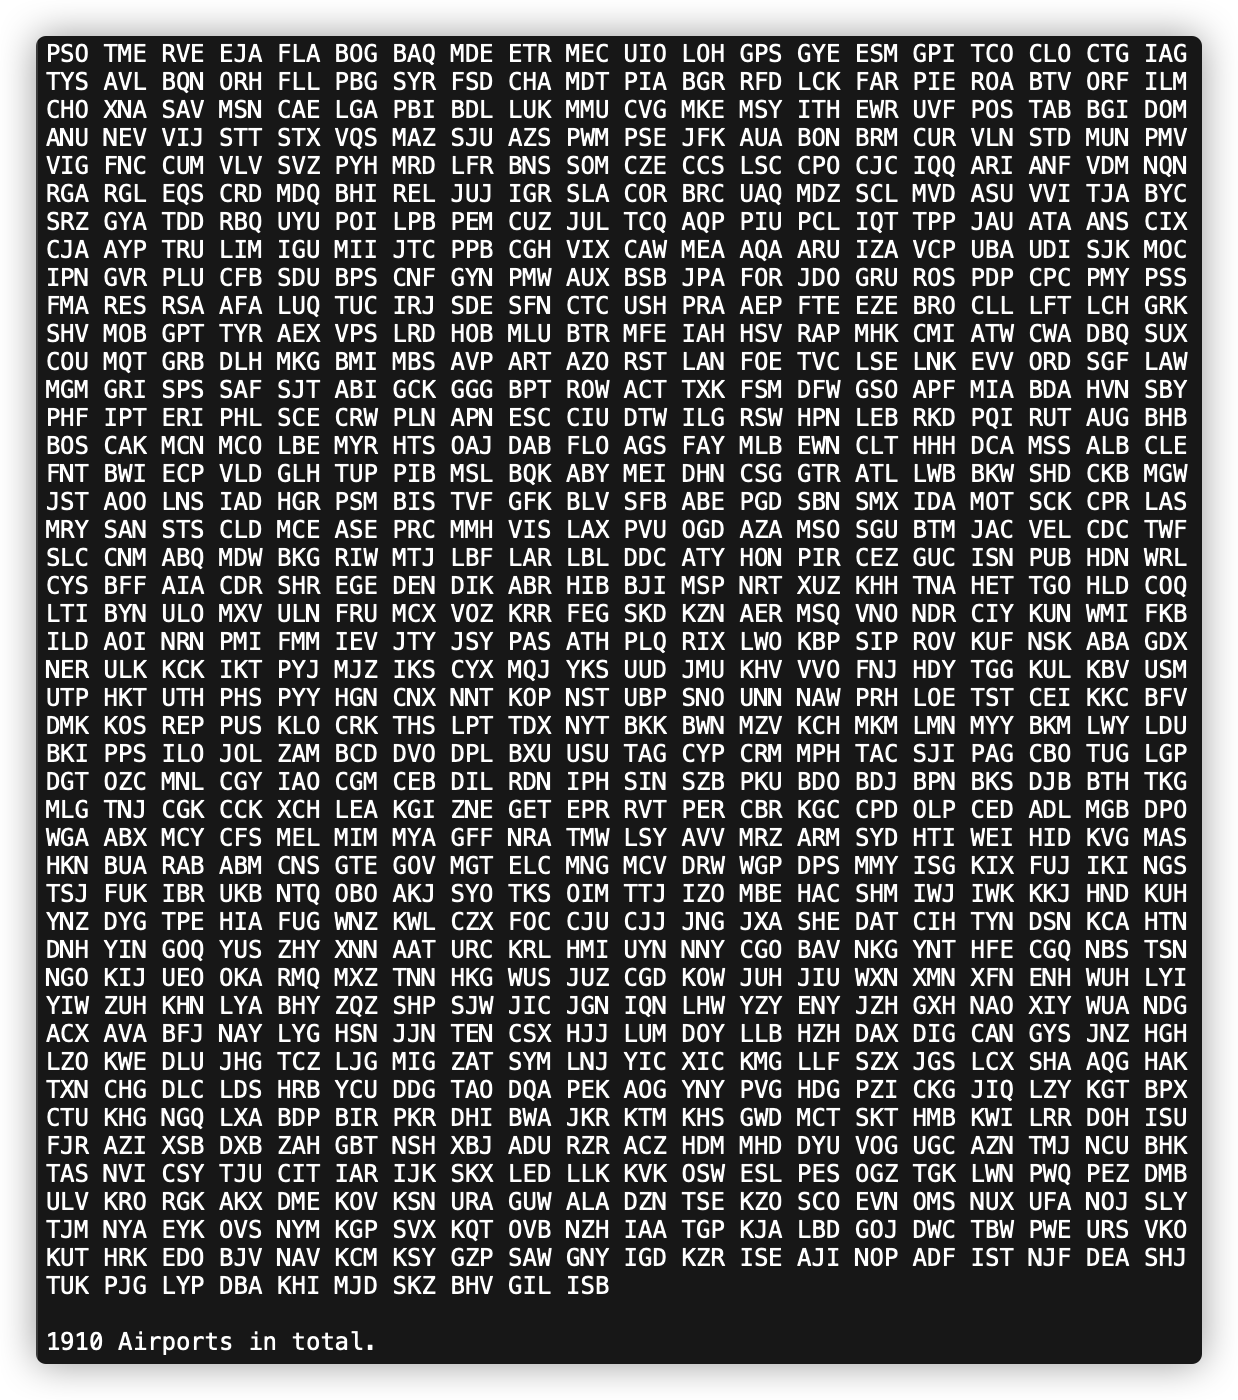 PSO TME RVE EJA FLA BOG BAQ MDE ETR MEC UIO LOH GPS GYE ESM GPI TCO CLO CTG IAG
TYS AVL BQN ORH FLL PBG SYR FSD CHA MDT PIA BGR RFD LCK FAR PIE ROA BTV ORF ILM
CHO XNA SAV MSN CAE LGA PBI BDL LUK MMU CVG MKE MSY ITH EWR UVF POS TAB BGI DOM
ANU NEV VIJ STT STX VQS MAZ SJU AZS PWM PSE JFK AUA BON BRM CUR VLN STD MUN PMV
VIG FNC CUM VLV SVZ PYH MRD LFR BNS SOM CZE CCS LSC CPO CJC IQQ ARI ANF VDM NQN
RGA RGL EQS CRD MDQ BHI REL JUJ IGR SLA COR BRC UAQ MDZ SCL MVD ASU VVI TJA BYC
SRZ GYA TDD RBQ UYU POI LPB PEM CUZ JUL TCQ AQP PIU PCL IQT TPP JAU ATA ANS CIX
CJA AYP TRU LIM IGU MII JTC PPB CGH VIX CAW MEA AQA ARU IZA VCP UBA UDI SJK MOC
IPN GVR PLU CFB SDU BPS CNF GYN PMW AUX BSB JPA FOR JDO GRU ROS PDP CPC PMY PSS
FMA RES RSA AFA LUQ TUC IRJ SDE SFN CTC USH PRA AEP FTE EZE BRO CLL LFT LCH GRK
SHV MOB GPT TYR AEX VPS LRD HOB MLU BTR MFE IAH HSV RAP MHK CMI ATW CWA DBQ SUX
COU MQT GRB DLH MKG BMI MBS AVP ART AZO RST LAN FOE TVC LSE LNK EVV ORD SGF LAW
MGM GRI SPS SAF SJT ABI GCK GGG BPT ROW ACT TXK FSM DFW GSO APF MIA BDA HVN SBY
PHF IPT ERI PHL SCE CRW PLN APN ESC CIU DTW ILG RSW HPN LEB RKD PQI RUT AUG BHB
BOS CAK MCN MCO LBE MYR HTS OAJ DAB FLO AGS FAY MLB EWN CLT HHH DCA MSS ALB CLE
FNT BWI ECP VLD GLH TUP PIB MSL BQK ABY MEI DHN CSG GTR ATL LWB BKW SHD CKB MGW
JST AOO LNS IAD HGR PSM BIS TVF GFK BLV SFB ABE PGD SBN SMX IDA MOT SCK CPR LAS
MRY SAN STS CLD MCE ASE PRC MMH VIS LAX PVU OGD AZA MSO SGU BTM JAC VEL CDC TWF
SLC CNM ABQ MDW BKG RIW MTJ LBF LAR LBL DDC ATY HON PIR CEZ GUC ISN PUB HDN WRL
CYS BFF AIA CDR SHR EGE DEN DIK ABR HIB BJI MSP NRT XUZ KHH TNA HET TGO HLD COQ
LTI BYN ULO MXV ULN FRU MCX VOZ KRR FEG SKD KZN AER MSQ VNO NDR CIY KUN WMI FKB
ILD AOI NRN PMI FMM IEV JTY JSY PAS ATH PLQ RIX LWO KBP SIP ROV KUF NSK ABA GDX
NER ULK KCK IKT PYJ MJZ IKS CYX MQJ YKS UUD JMU KHV VVO FNJ HDY TGG KUL KBV USM
UTP HKT UTH PHS PYY HGN CNX NNT KOP NST UBP SNO UNN NAW PRH LOE TST CEI KKC BFV
DMK KOS REP PUS KLO CRK THS LPT TDX NYT BKK BWN MZV KCH MKM LMN MYY BKM LWY LDU
BKI PPS ILO JOL ZAM BCD DVO DPL BXU USU TAG CYP CRM MPH TAC SJI PAG CBO TUG LGP
DGT OZC MNL CGY IAO CGM CEB DIL RDN IPH SIN SZB PKU BDO BDJ BPN BKS DJB BTH TKG
MLG TNJ CGK CCK XCH LEA KGI ZNE GET EPR RVT PER CBR KGC CPD OLP CED ADL MGB DPO
WGA ABX MCY CFS MEL MIM MYA GFF NRA TMW LSY AVV MRZ ARM SYD HTI WEI HID KVG MAS
HKN BUA RAB ABM CNS GTE GOV MGT ELC MNG MCV DRW WGP DPS MMY ISG KIX FUJ IKI NGS
TSJ FUK IBR UKB NTQ OBO AKJ SYO TKS OIM TTJ IZO MBE HAC SHM IWJ IWK KKJ HND KUH
YNZ DYG TPE HIA FUG WNZ KWL CZX FOC CJU CJJ JNG JXA SHE DAT CIH TYN DSN KCA HTN
DNH YIN GOQ YUS ZHY XNN AAT URC KRL HMI UYN NNY CGO BAV NKG YNT HFE CGQ NBS TSN
NGO KIJ UEO OKA RMQ MXZ TNN HKG WUS JUZ CGD KOW JUH JIU WXN XMN XFN ENH WUH LYI
YIW ZUH KHN LYA BHY ZQZ SHP SJW JIC JGN IQN LHW YZY ENY JZH GXH NAO XIY WUA NDG
ACX AVA BFJ NAY LYG HSN JJN TEN CSX HJJ LUM DOY LLB HZH DAX DIG CAN GYS JNZ HGH
LZO KWE DLU JHG TCZ LJG MIG ZAT SYM LNJ YIC XIC KMG LLF SZX JGS LCX SHA AQG HAK
TXN CHG DLC LDS HRB YCU DDG TAO DQA PEK AOG YNY PVG HDG PZI CKG JIQ LZY KGT BPX
CTU KHG NGQ LXA BDP BIR PKR DHI BWA JKR KTM KHS GWD MCT SKT HMB KWI LRR DOH ISU
FJR AZI XSB DXB ZAH GBT NSH XBJ ADU RZR ACZ HDM MHD DYU VOG UGC AZN TMJ NCU BHK
TAS NVI CSY TJU CIT IAR IJK SKX LED LLK KVK OSW ESL PES OGZ TGK LWN PWQ PEZ DMB
ULV KRO RGK AKX DME KOV KSN URA GUW ALA DZN TSE KZO SCO EVN OMS NUX UFA NOJ SLY
TJM NYA EYK OVS NYM KGP SVX KQT OVB NZH IAA TGP KJA LBD GOJ DWC TBW PWE URS VKO
KUT HRK EDO BJV NAV KCM KSY GZP SAW GNY IGD KZR ISE AJI NOP ADF IST NJF DEA SHJ
TUK PJG LYP DBA KHI MJD SKZ BHV GIL ISB
1910 Airports in total.